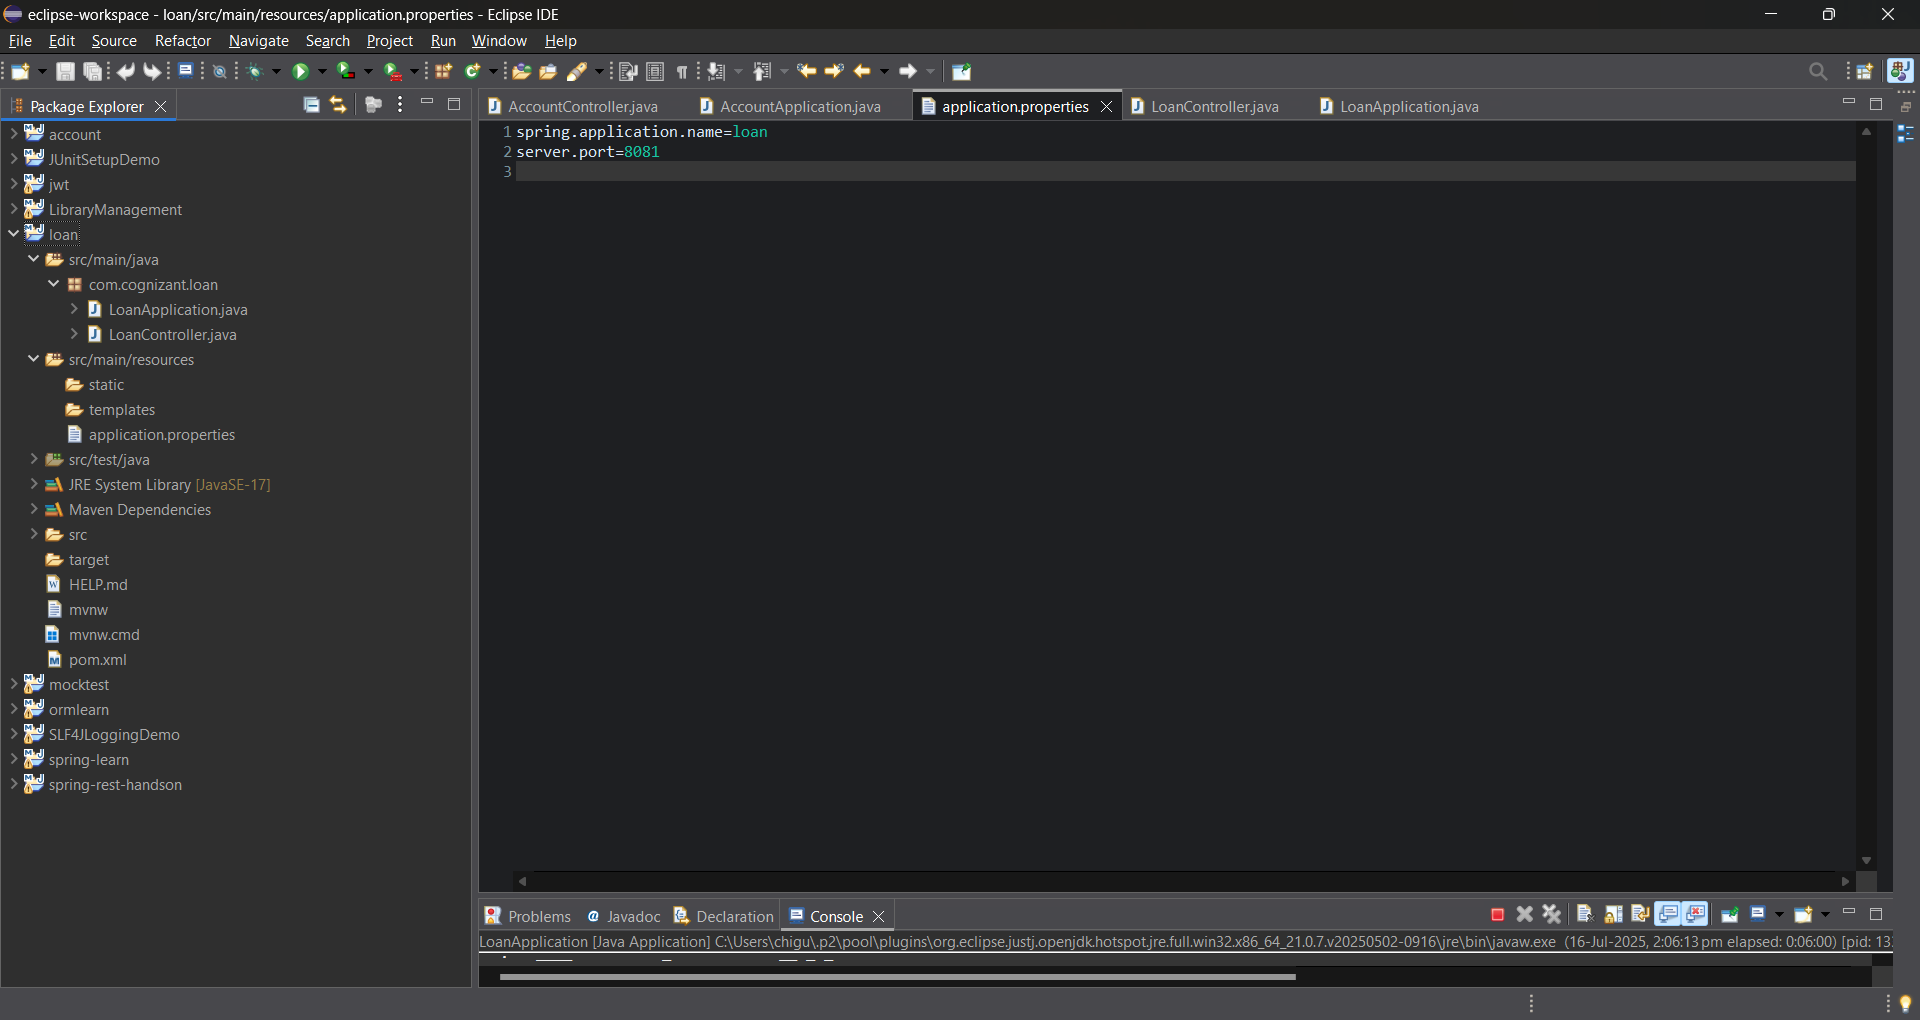 eclipse-workspace - loan/src/main/resources/application.properties - Eclipse IDE
File Edit Source Refactor Navigate Search Project Run Window Help
Package Explorer
account
JUnitSetupDemo
jwt
LibraryManagement
loan
src/main/java
com.cognizant.loan
LoanApplication.java
LoanController.java
src/main/resources
static
templates
application.properties
src/test/java
JRE System Library [JavaSE-17]
Maven Dependencies
src
target
HELP.md
mvnw
mvnw.cmd
pom.xml
mocktest
ormlearn
SLF4JLoggingDemo
spring-learn
spring-rest-handson
AccountController.java AccountApplication.java application.properties LoanController.java LoanApplication.java
1 spring.application.name=loan
2 server.port=8081
3
Problems Javadoc Declaration Console
LoanApplication [Java Application] C:\Users\chigu\.p2\pool\plugins\org.eclipse.justj.openjdk.hotspot.jre.full.win32.x86_64_21.0.7.v20250502-0916\jre\bin\javaw.exe (16-Jul-2025, 2:06:13 pm elapsed: 0:06:00) [pid: 13